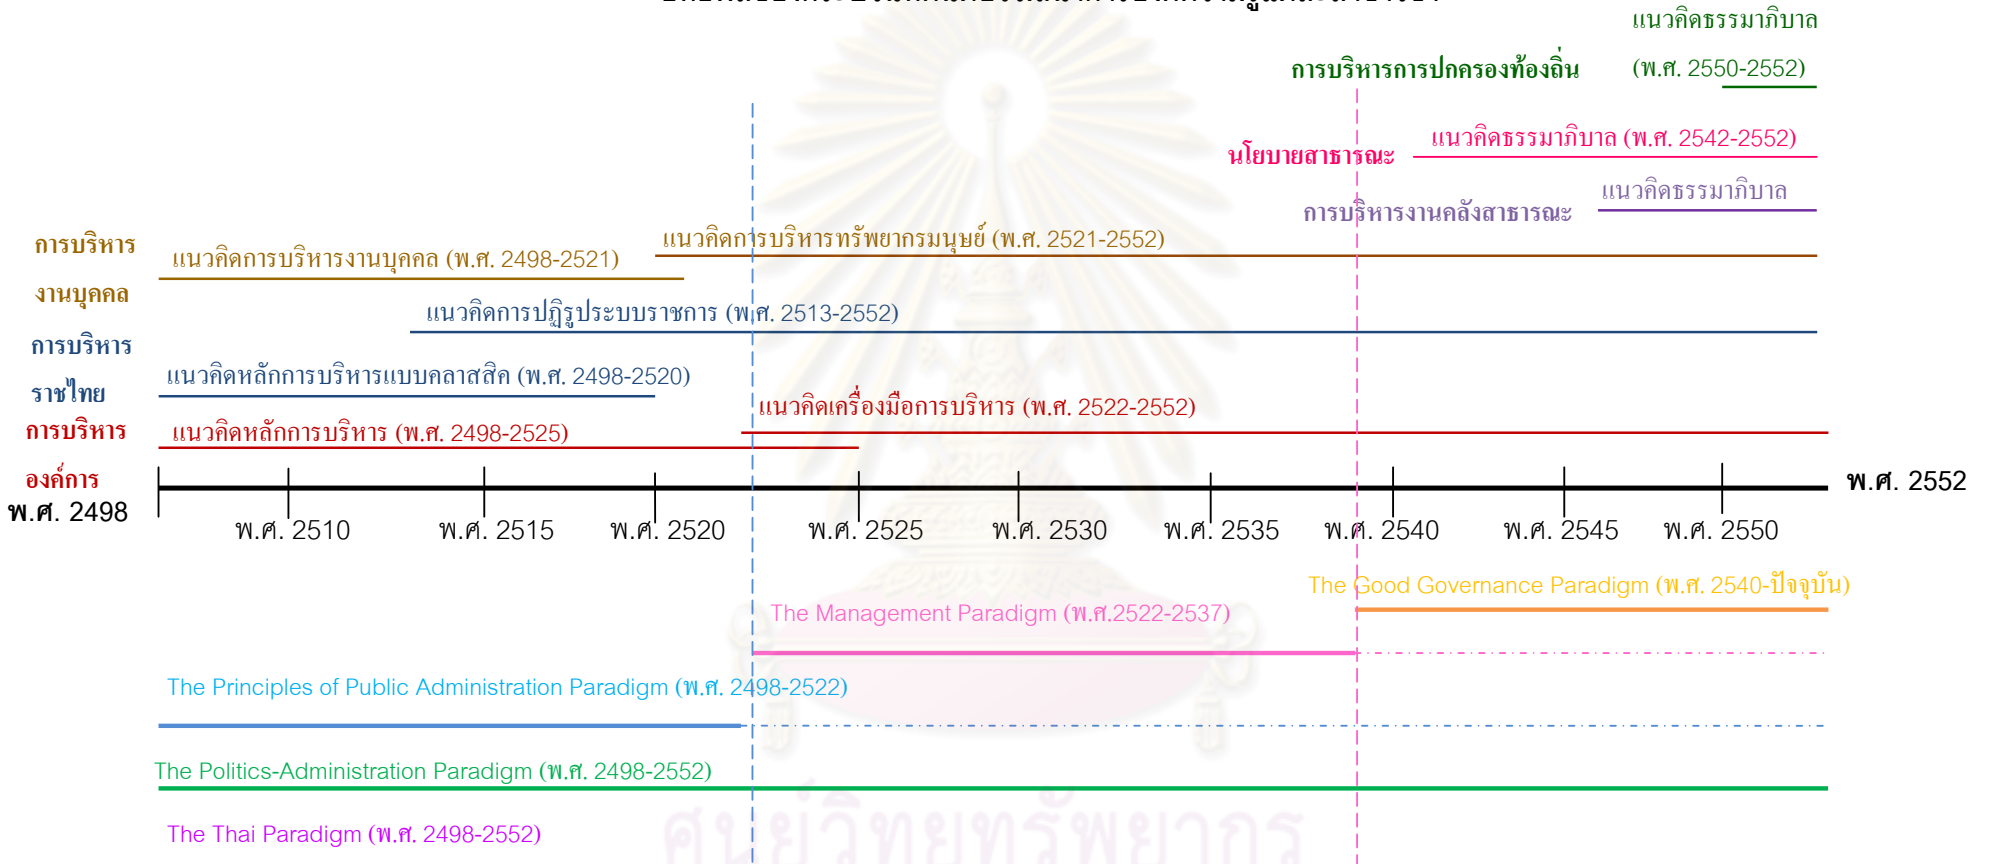 แนวคิดธรรมาภิบาล
การบริหารการปกครองท้องถิ่น
(พ.ศ. 2550-2552)
นโยบายสาธารณะ
แนวคิดธรรมาภิบาล (พ.ศ. 2542-2552)
การบริหารงานคลังสาธารณะ
แนวคิดธรรมาภิบาล
การบริหาร
งานบุคคล
แนวคิดการบริหารงานบุคคล (พ.ศ. 2498-2521)
แนวคิดการบริหารทรัพยากรมนุษย์ (พ.ศ. 2521-2552)
การบริหาร
ราชไทย
แนวคิดการปฏิรูประบบราชการ (พ.ศ. 2513-2552)
แนวคิดหลักการบริหารแบบคลาสสิค (พ.ศ. 2498-2520)
การบริหาร
องค์การ
แนวคิดหลักการบริหาร (พ.ศ. 2498-2525)
แนวคิดเครื่องมือการบริหาร (พ.ศ. 2522-2552)
พ.ศ. 2498
พ.ศ. 2552
พ.ศ. 2510
พ.ศ. 2515
พ.ศ. 2520
พ.ศ. 2525
พ.ศ. 2530
พ.ศ. 2535
พ.ศ. 2540
พ.ศ. 2545
พ.ศ. 2550
The Good Governance Paradigm (พ.ศ. 2540-ปัจจุบัน)
The Management Paradigm (พ.ศ.2522-2537)
The Principles of Public Administration Paradigm (พ.ศ. 2498-2522)
The Politics-Administration Paradigm (พ.ศ. 2498-2552)
The Thai Paradigm (พ.ศ. 2498-2552)
ศูนย์วิทยทรัพยากร